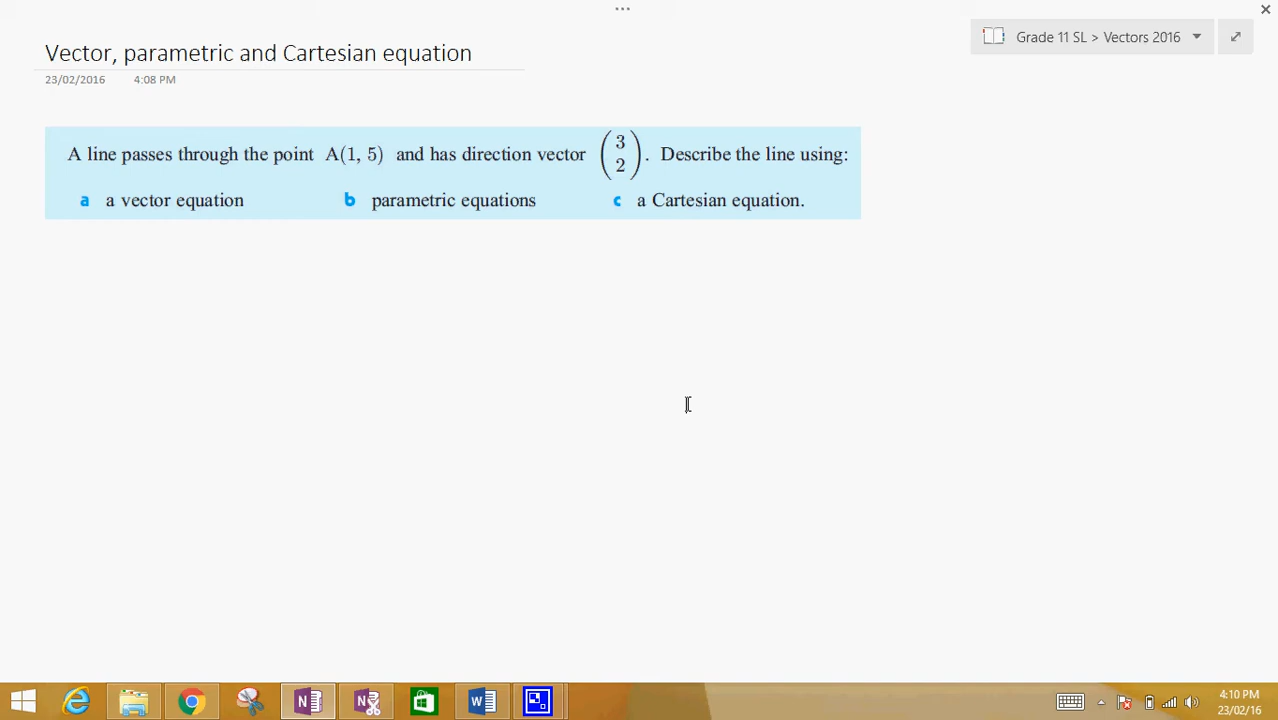 Vector, parametric and Cartesian equation
Grade 11 SL > Vectors 2016
23/02/2016 4:08 PM
A line passes through the point A(1, 5) and has direction vector (3 2). Describe the line using:
a a vector equation b parametric equations c a Cartesian equation.
4:10 PM
23/02/16